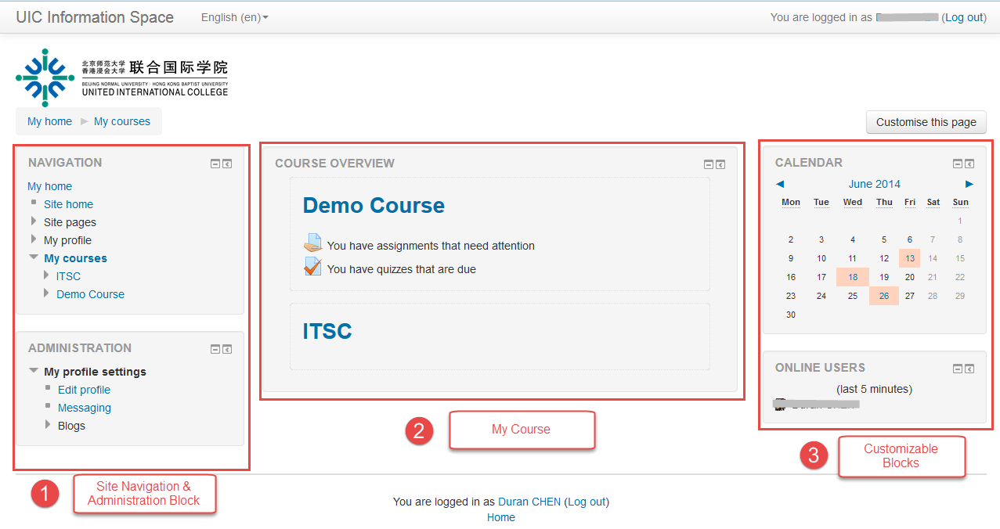 UIC Information Space
English (en)
You are logged in as (Log out)
北京师范大学
香港浸会大学
联合国际学院
BEIJING NORMAL UNIVERSITY · HONG KONG BAPTIST UNIVERSITY
UNITED INTERNATIONAL COLLEGE
My home My courses
Customise this page
NAVIGATION
My home
Site home
Site pages
My profile
My courses
ITSC
Demo Course
ADMINISTRATION
My profile settings
Edit profile
Messaging
Blogs
1
Site Navigation &
Administration Block
COURSE OVERVIEW
Demo Course
You have assignments that need attention
You have quizzes that are due
ITSC
2
My Course
CALENDAR
June 2014
Mon Tue Wed Thu Fri Sat Sun
1
2 3 4 5 6 7 8
9 10 11 12 13 14 15
16 17 18 19 20 21 22
23 24 25 26 27 28 29
30
ONLINE USERS
(last 5 minutes)
3
Customizable
Blocks
You are logged in as Duran CHEN (Log out)
Home